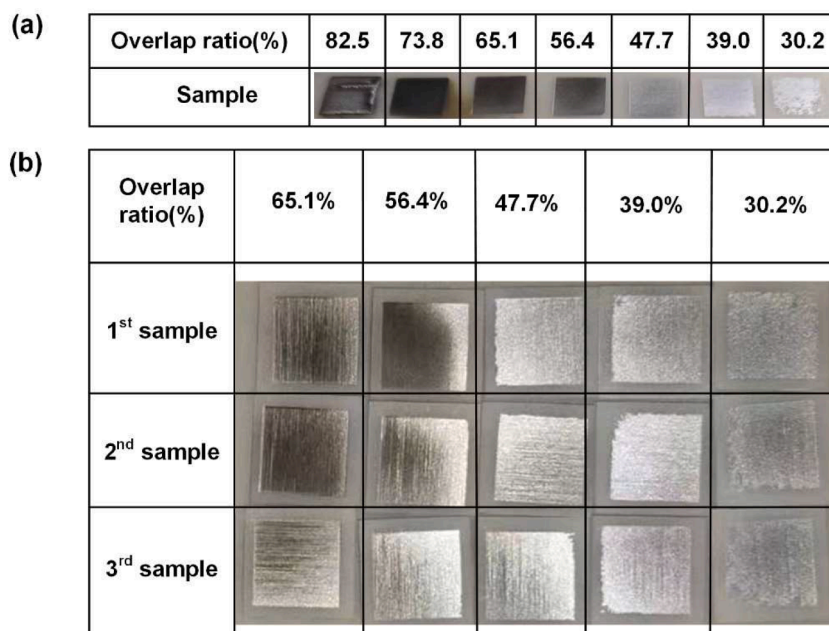 (a)
Overlap ratio(%) 82.5 73.8 65.1 56.4 47.7 39.0 30.2
Sample
(b)
Overlap
ratio(%) 65.1% 56.4% 47.7% 39.0% 30.2%
1st sample
2nd sample
3rd sample